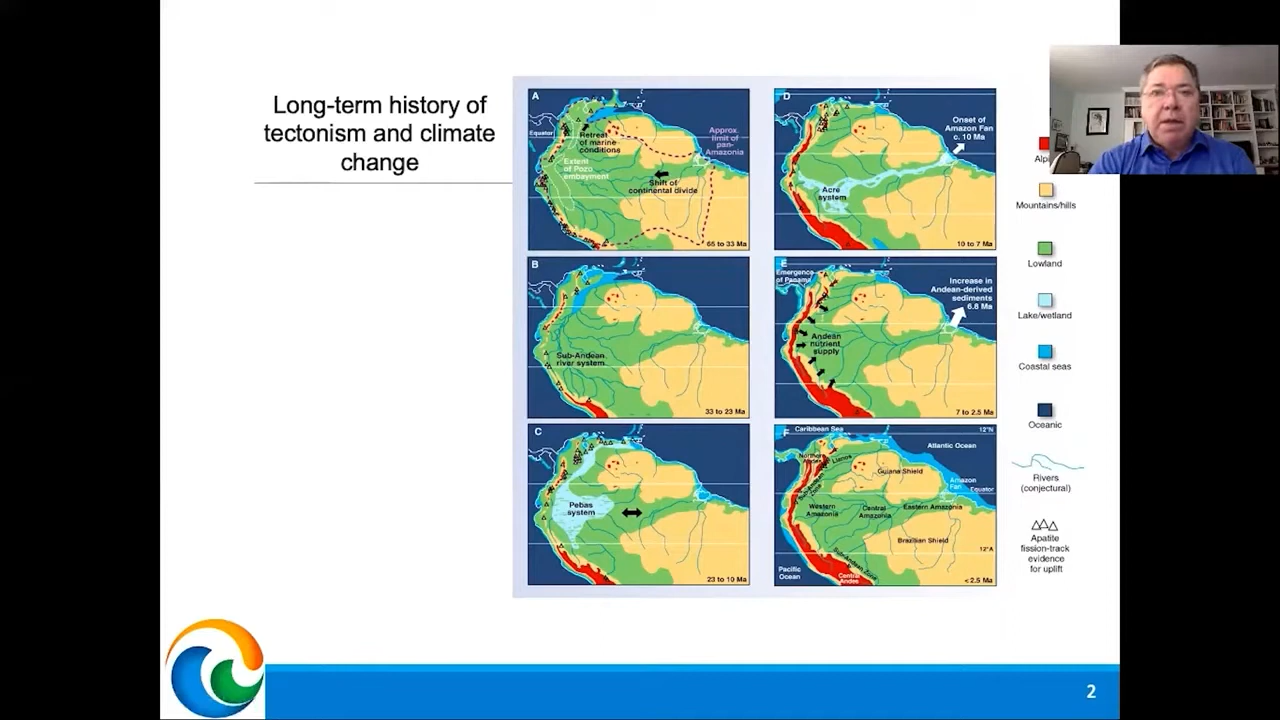 Long-term history of
tectonism and climate
change
A
Equator
Retreat
of marine
conditions
Approx.
limit of
pan-
Amazonia
Extent
of Pozo
embayment
Shift of
continental divide
65 to 33 Ma
B
Sub-Andean
river system
33 to 23 Ma
C
Pebas
system
23 to 10 Ma
D
Onset of
Amazon Fan
c. 10 Ma
Acre
system
10 to 7 Ma
E
Emergence
of Panama
Increase in
Andean-derived
sediments
6.8 Ma
Andean
nutrient
supply
7 to 2.5 Ma
F
Caribbean Sea
12°N
Atlantic Ocean
Northern
Andes
Llanos
Guiana Shield
Amazon
Fan
Equator
Western
Amazonia
Central
Amazonia
Eastern Amazonia
Brazilian Shield
Subandean Zone
Pacific
Ocean
Central
Andes
< 2.5 Ma
Mountains/hills
Lowland
Lake/wetland
Coastal seas
Oceanic
Rivers
(conjectural)
Apatite
fission-track
evidence
for uplift
2